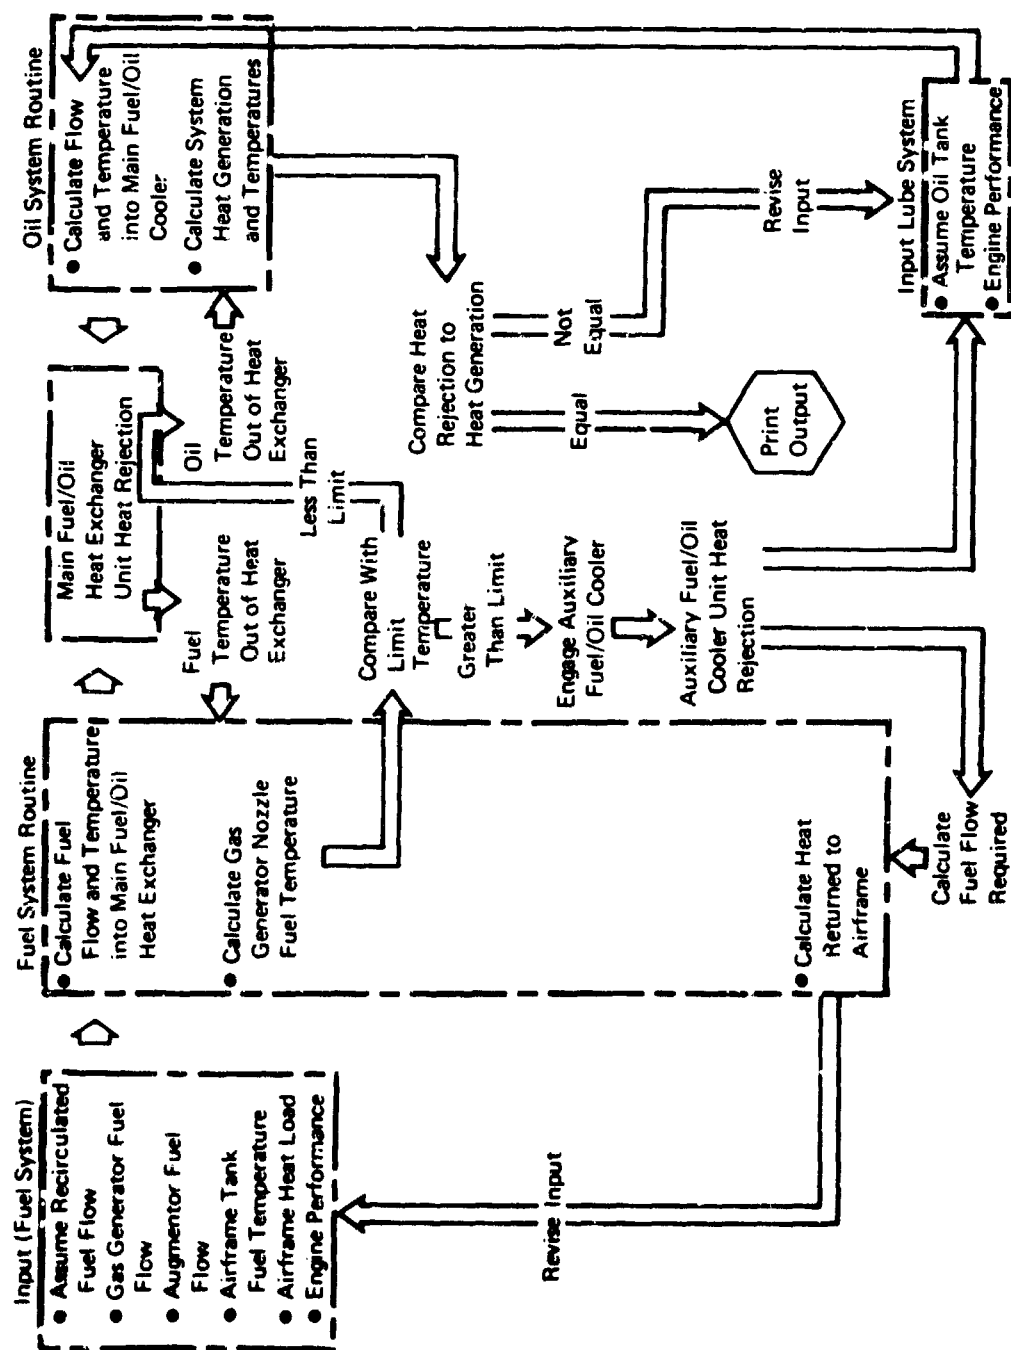 Input (Fuel System)
● Assume Recirculated
Fuel Flow
● Gas Generator Fuel
Flow
● Augmentor Fuel
Flow
● Airframe Tank
Fuel Temperature
● Airframe Heat Load
● Engine Performance
Revise Input
Fuel System Routine
● Calculate Fuel
Flow and Temperature
into Main Fuel/Oil
Heat Exchanger
● Calculate Gas
Generator Nozzle
Fuel Temperature
● Calculate Heat
Returned to
Airframe
Calculate
Fuel Flow
Required
Main Fuel/Oil
Heat Exchanger
Unit Heat Rejection
Fuel
Temperature
Out of Heat
Exchanger
Oil
Temperature
Out of Heat
Exchanger
Less Than
Limit
Compare With
Limit
Temperature
Greater
Than Limit
Engage Auxiliary
Fuel/Oil Cooler
Auxiliary Fuel/Oil
Cooler Unit Heat
Rejection
Oil System Routine
● Calculate Flow
and Temperature
into Main Fuel/Oil
Cooler
● Calculate System
Heat Generation
and Temperatures
Compare Heat
Rejection to
Heat Generation
Equal
Not
Equal
Print
Output
Revise
Input
Input Lube System
● Assume Oil Tank
Temperature
● Engine Performance